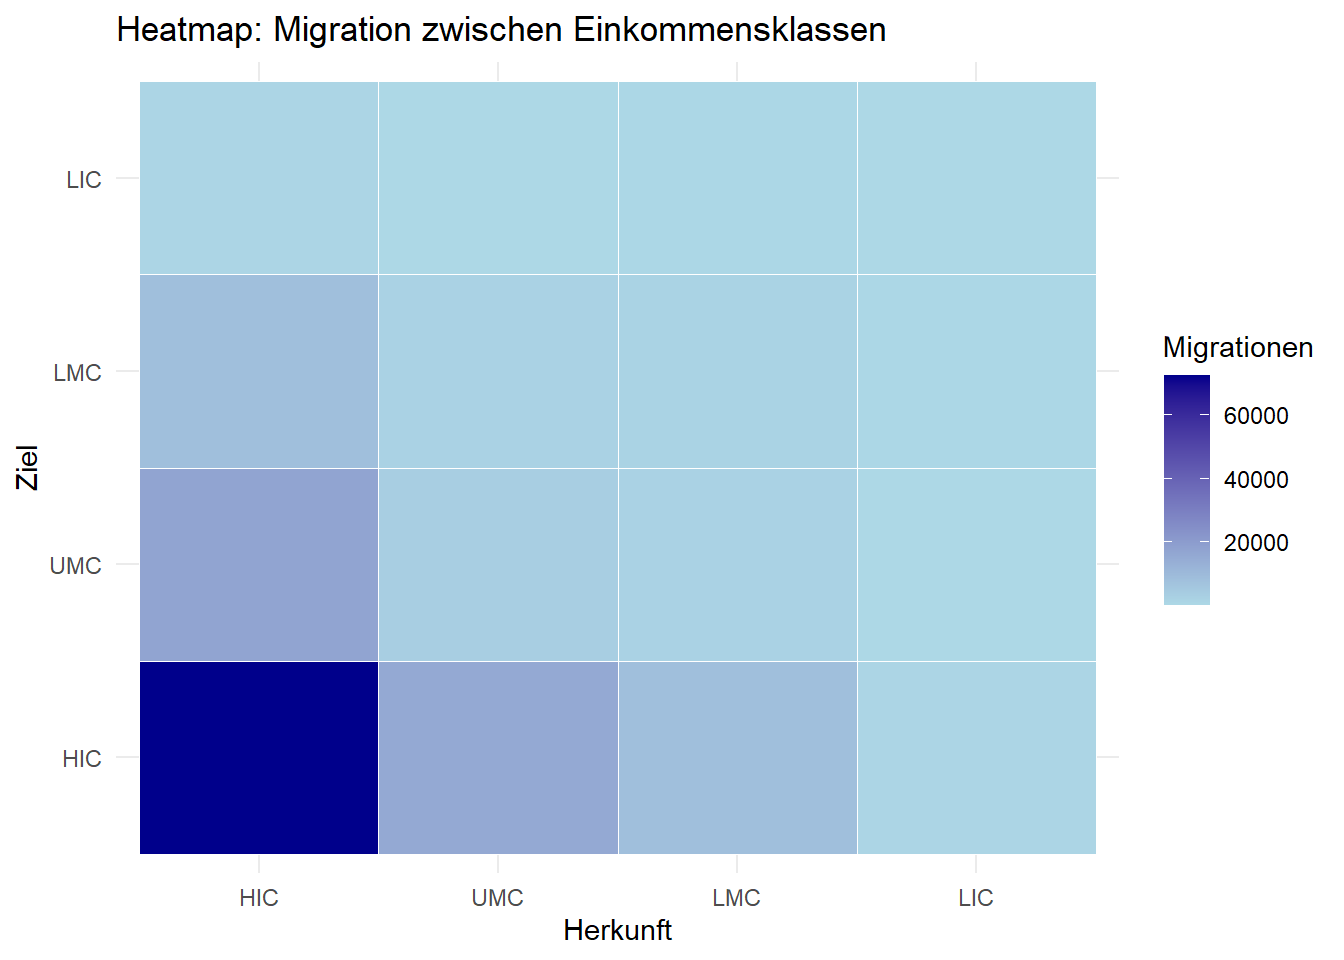 Heatmap: Migration zwischen Einkommensklassen
LIC
LMC
UMC
HIC
Ziel
HIC UMC LMC LIC
Herkunft
Migrationen
60000
40000
20000